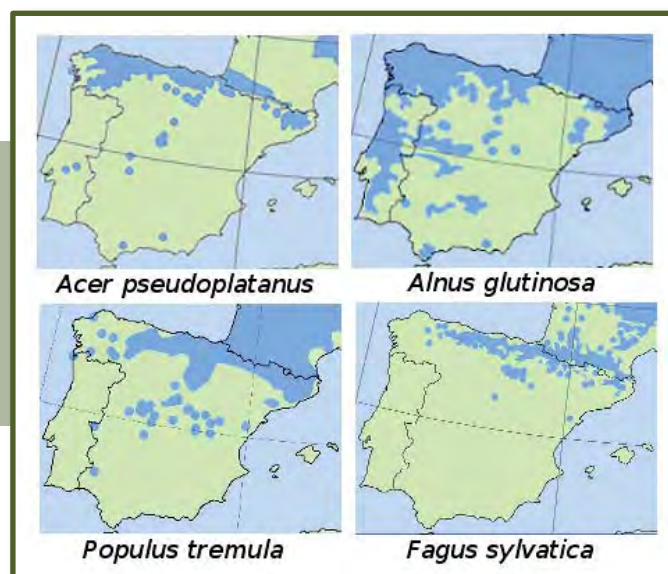 Acer pseudoplatanus
Alnus glutinosa
Populus tremula
Fagus sylvatica